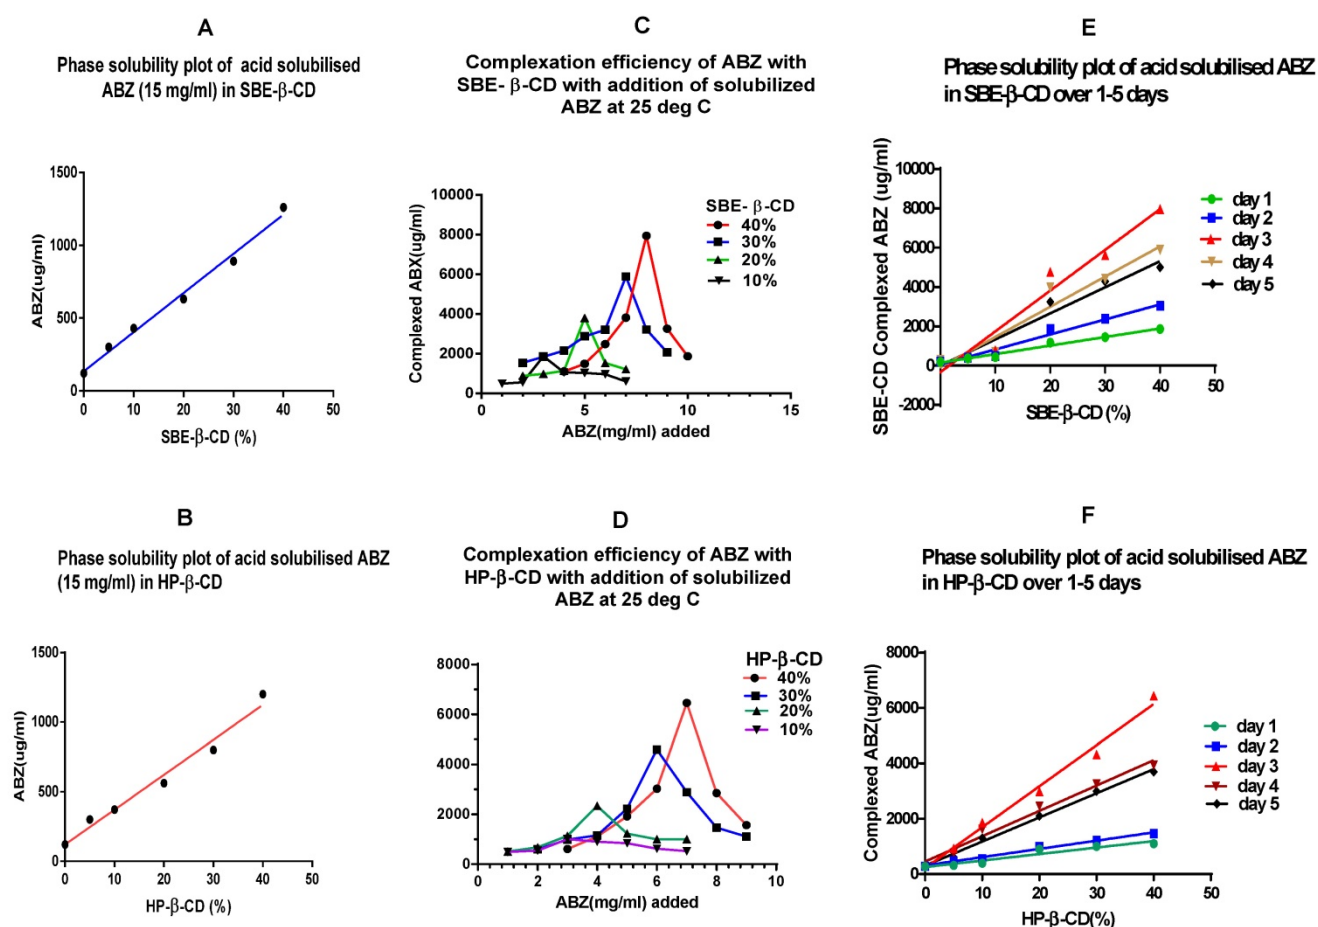 A
Phase solubility plot of acid solubilised
ABZ (15 mg/ml) in SBE-β-CD
ABZ(ug/ml)
1500
1000
500
0
0 10 20 30 40 50
SBE-β-CD (%)
B
Phase solubility plot of acid solubilised ABZ
(15 mg/ml) in HP-β-CD
ABZ(ug/ml)
1500
1000
500
0
0 10 20 30 40 50
HP-β-CD (%)
C
Complexation efficiency of ABZ with
SBE- β-CD with addition of solubilized
ABZ at 25 deg C
Complexed ABX(ug/ml)
10000
8000
6000
4000
2000
0
0 5 10 15
ABZ(mg/ml) added
SBE- β-CD
40%
30%
20%
10%
D
Complexation efficiency of ABZ with
HP-β-CD with addition of solubilized
ABZ at 25 deg C
8000
6000
4000
2000
0
0 2 4 6 8 10
ABZ(mg/ml) added
HP-β-CD
40%
30%
20%
10%
E
Phase solubility plot of acid solubilised ABZ
in SBE-β-CD over 1-5 days
SBE-CD Complexed ABZ (ug/ml)
10000
8000
6000
4000
2000
0
-2000
10 20 30 40 50
SBE-β-CD (%)
day 1
day 2
day 3
day 4
day 5
F
Phase solubility plot of acid solubilised ABZ
in HP-β-CD over 1-5 days
Complexed ABZ(ug/ml)
8000
6000
4000
2000
0
0 10 20 30 40 50
HP-β-CD(%)
day 1
day 2
day 3
day 4
day 5